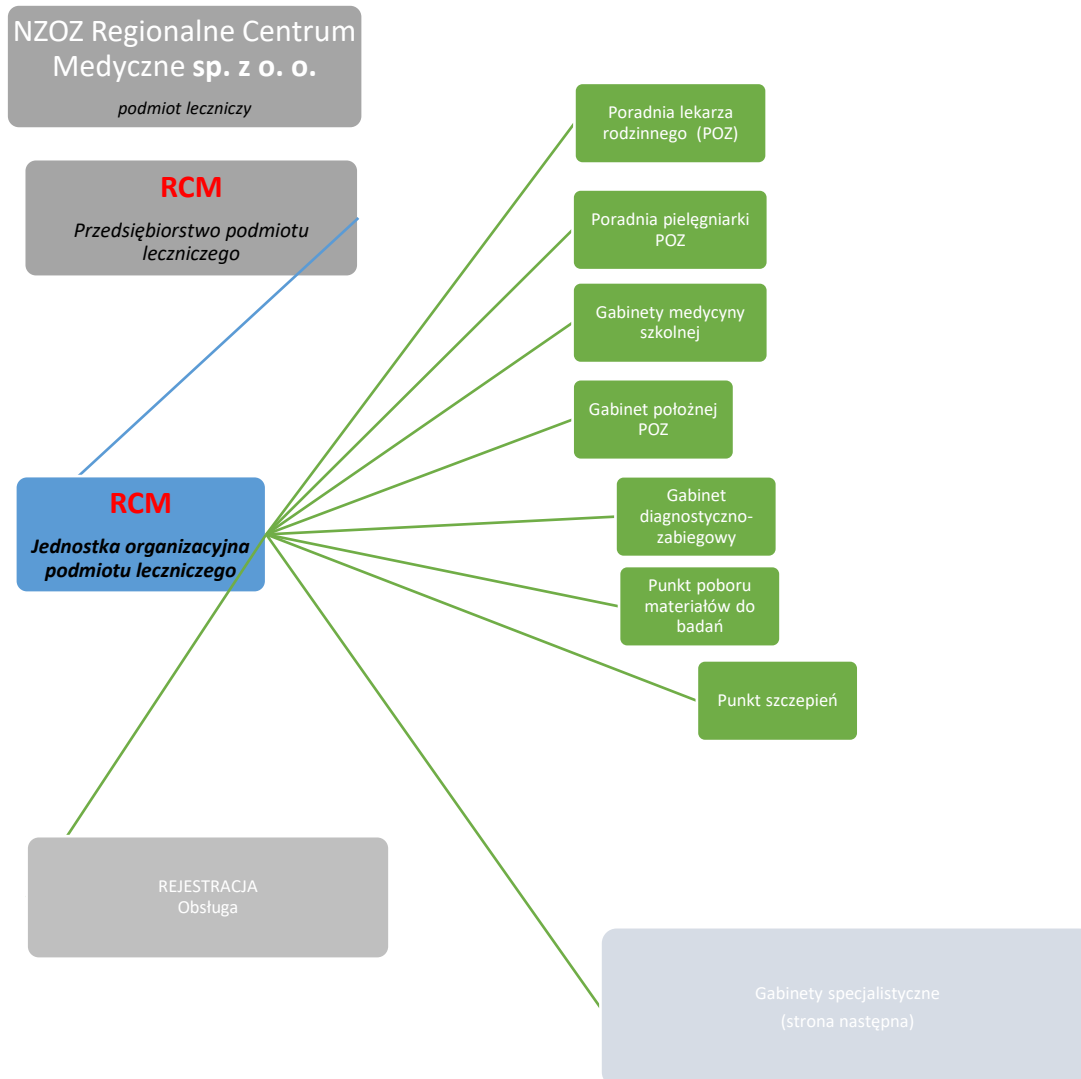 NZOZ Regionalne Centrum
Medyczne sp. z o. o.
podmiot leczniczy
RCM
Przedsiębiorstwo podmiotu
leczniczego
RCM
Jednostka organizacyjna
podmiotu leczniczego
Poradnia lekarza
rodzinnego (POZ)
Poradnia pielęgniarki
POZ
Gabinety medycyny
szkolnej
Gabinet położnej
POZ
Gabinet
diagnostyczno-
zabiegowy
Punkt poboru
materiałów do
badań
Punkt szczepień
REJESTRACJA
Obsługa
Gabinety specjalistyczne
(strona następna)